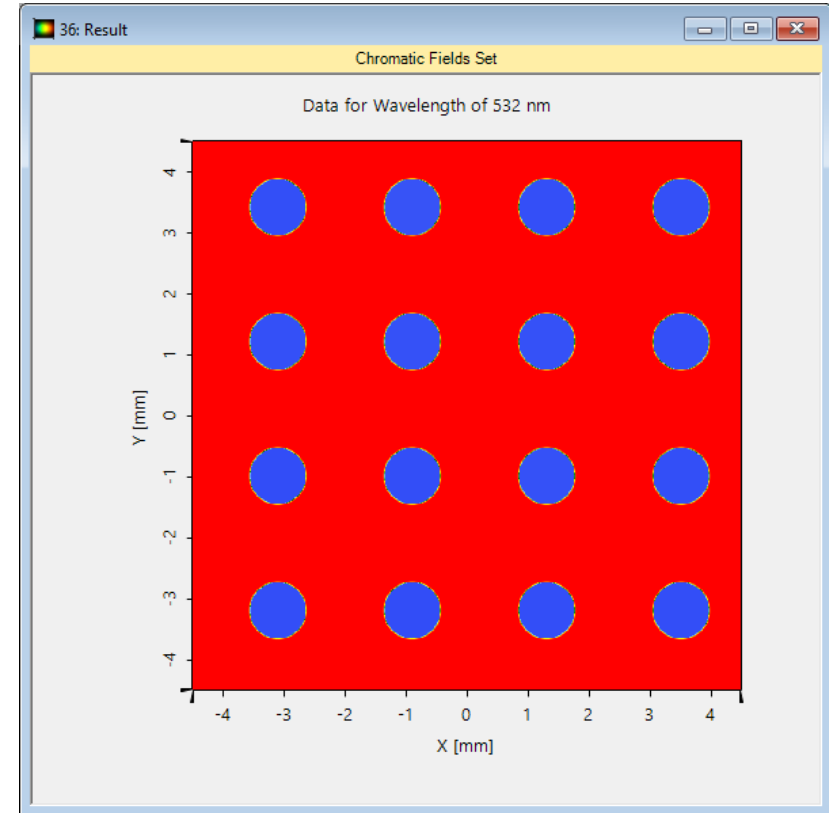 36: Result
Chromatic Fields Set
Data for Wavelength of 532 nm
4
3
2
1
0
-1
-2
-3
-4
Y [mm]
-4 -3 -2 -1 0 1 2 3 4
X [mm]